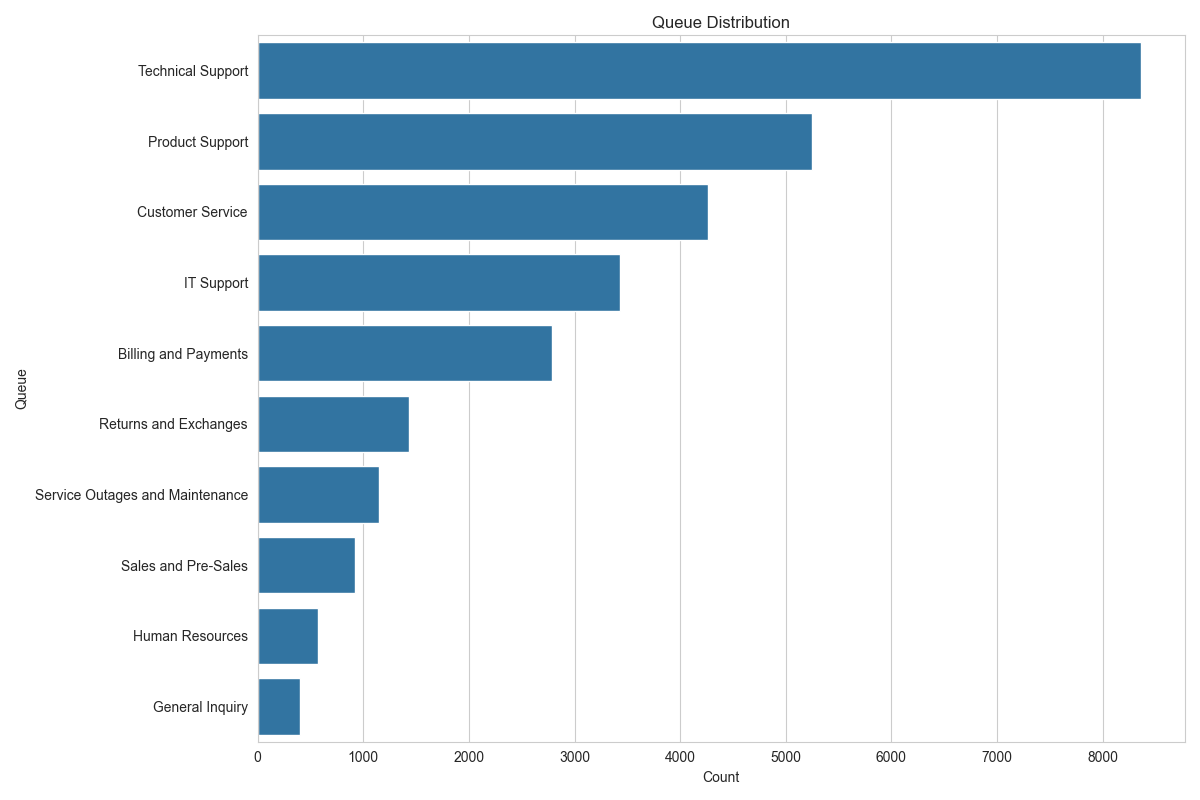 Queue Distribution
Technical Support
Product Support
Customer Service
IT Support
Billing and Payments
Returns and Exchanges
Service Outages and Maintenance
Sales and Pre-Sales
Human Resources
General Inquiry
Queue
0 1000 2000 3000 4000 5000 6000 7000 8000
Count